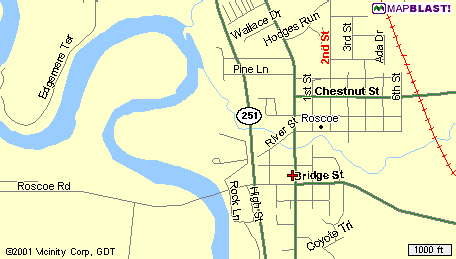 MAPBLAST!
Wallace Dr
Hodges Run
2nd St
3rd St
Ada Dr
Edgemere Ter
Pine Ln
1st St
Chestnut St
6th St
251
River St
Roscoe
Bridge St
Roscoe Rd
Rock Ln
High St
Coyote Trl
©2001 Vicinity Corp, GDT
1000 ft